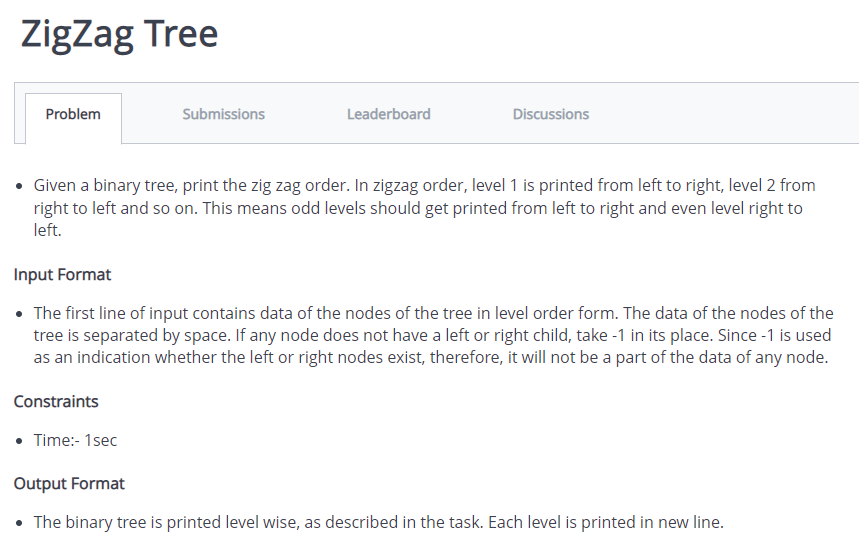 ZigZag Tree
Problem Submissions Leaderboard Discussions
• Given a binary tree, print the zig zag order. In zigzag order, level 1 is printed from left to right, level 2 from
right to left and so on. This means odd levels should get printed from left to right and even level right to
left.
Input Format
• The first line of input contains data of the nodes of the tree in level order form. The data of the nodes of the
tree is separated by space. If any node does not have a left or right child, take -1 in its place. Since -1 is used
as an indication whether the left or right nodes exist, therefore, it will not be a part of the data of any node.
Constraints
• Time:- 1sec
Output Format
• The binary tree is printed level wise, as described in the task. Each level is printed in new line.